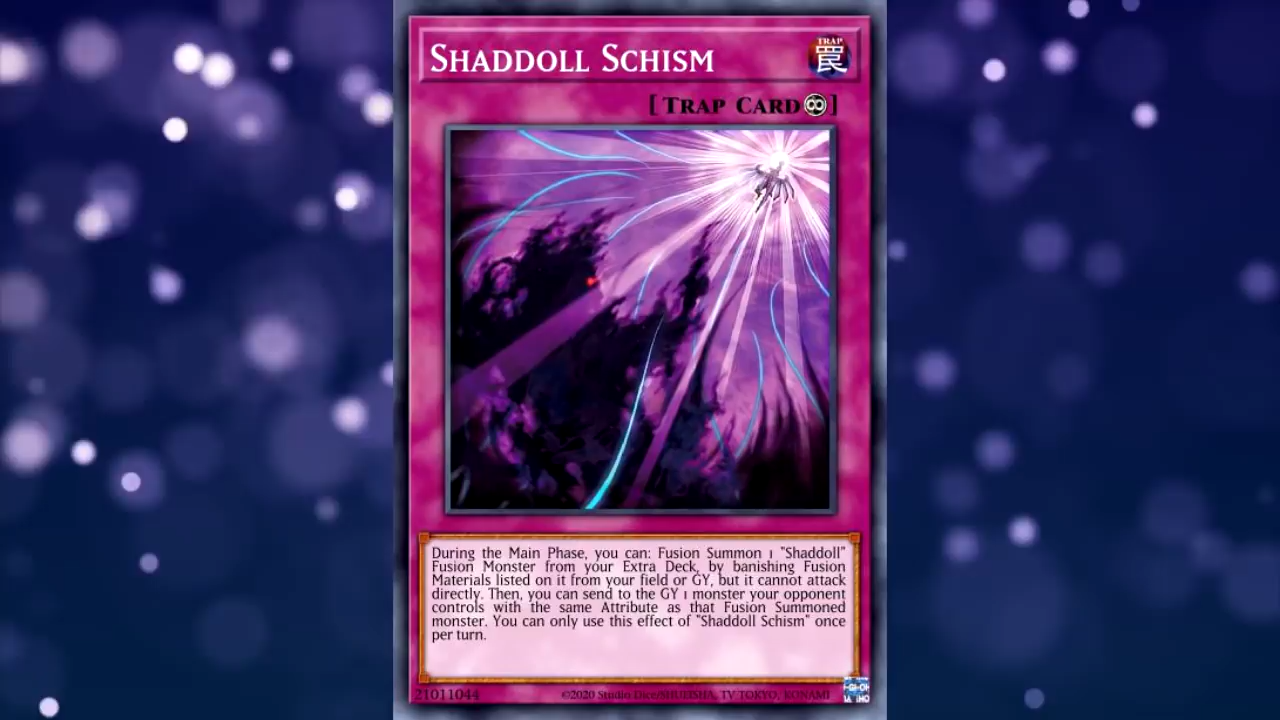 Shaddoll Schism
TRAP
罠
[Trap Card]
During the Main Phase, you can: Fusion Summon 1 "Shaddoll"
Fusion Monster from your Extra Deck, by banishing Fusion
Materials listed on it from your field or GY, but it cannot attack
directly. Then, you can send to the GY 1 monster your opponent
controls with the same Attribute as that Fusion Summoned
monster. You can only use this effect of "Shaddoll Schism" once
per turn.
21011044
©2020 Studio Dice/SHUEISHA, TV TOKYO, KONAMI